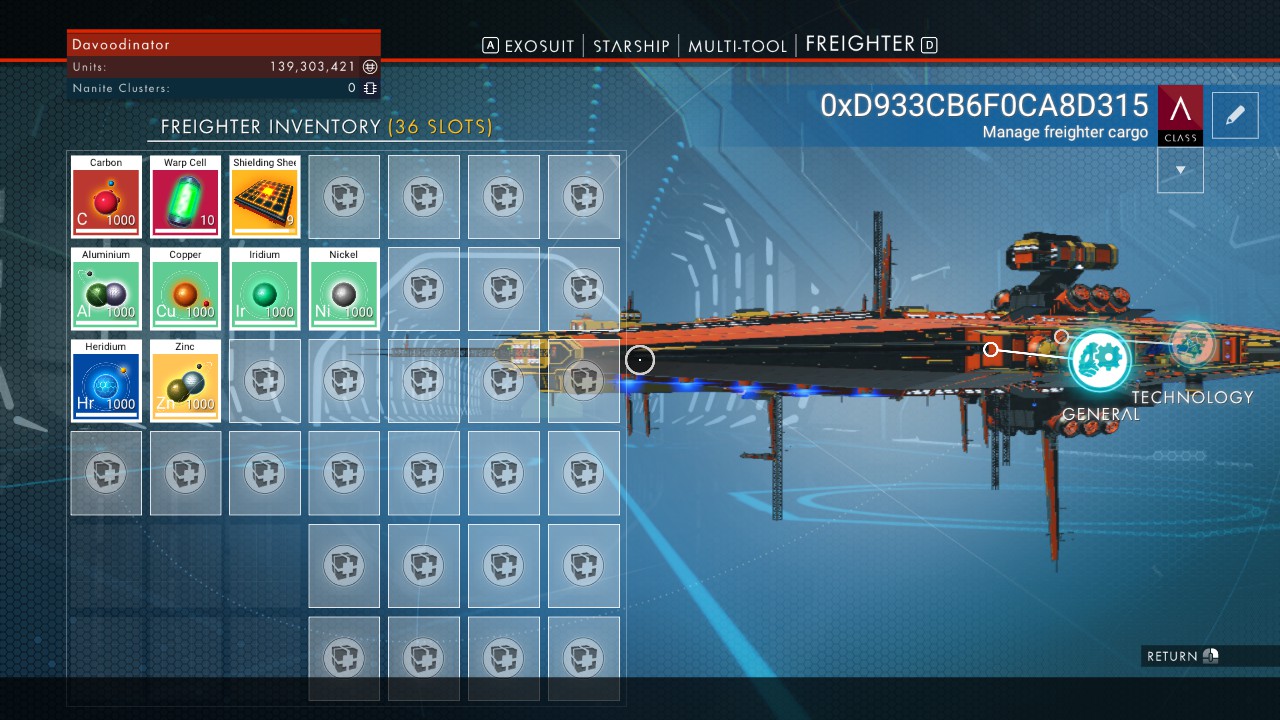 Davoodinator
Units: 139,303,421
Nanite Clusters: 0
A EXOSUIT STARSHIP MULTI-TOOL FREIGHTER D
FREIGHTER INVENTORY (36 SLOTS)
0xD933CB6F0CA8D315
Manage freighter cargo
CLASS
Carbon Warp Cell Shielding Shee
C 1000 10 9
Aluminium Copper Iridium Nickel
Al 1000 Cu 1000 Ir 1000 Ni 1000
Heridium Zinc
Hr 1000 Zn 1000
TECHNOLOGY
GENERAL
RETURN